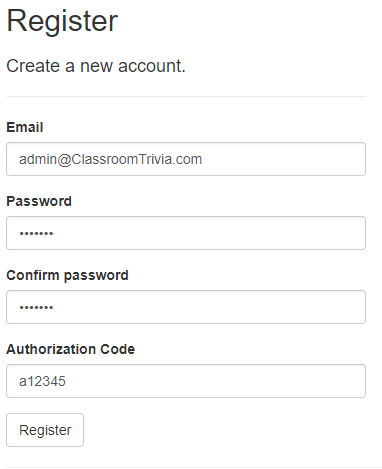 Register
Create a new account.
Email
admin@ClassroomTrivia.com
Password
•••••••
Confirm password
•••••••
Authorization Code
a12345
Register